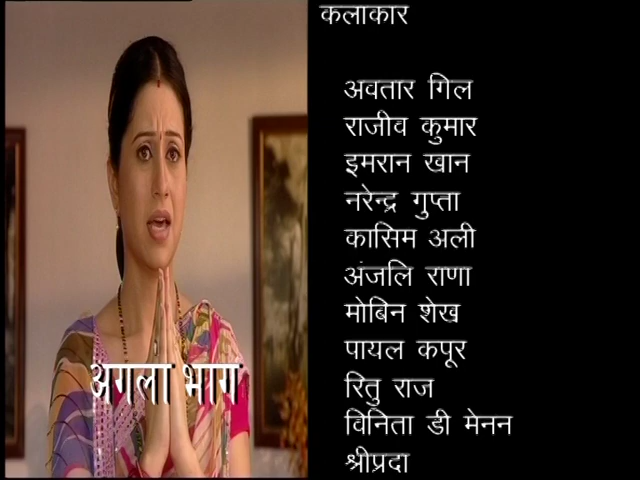 कलाकार
अवतार गिल
राजीव कुमार
इमरान खान
नरेन्द्र गुप्ता
कासिम अली
अंजलि राणा
मोबिन शेख
पायल कपूर
रितु राज
विनिता डी मेनन
श्रीप्रदा
अगला भाग